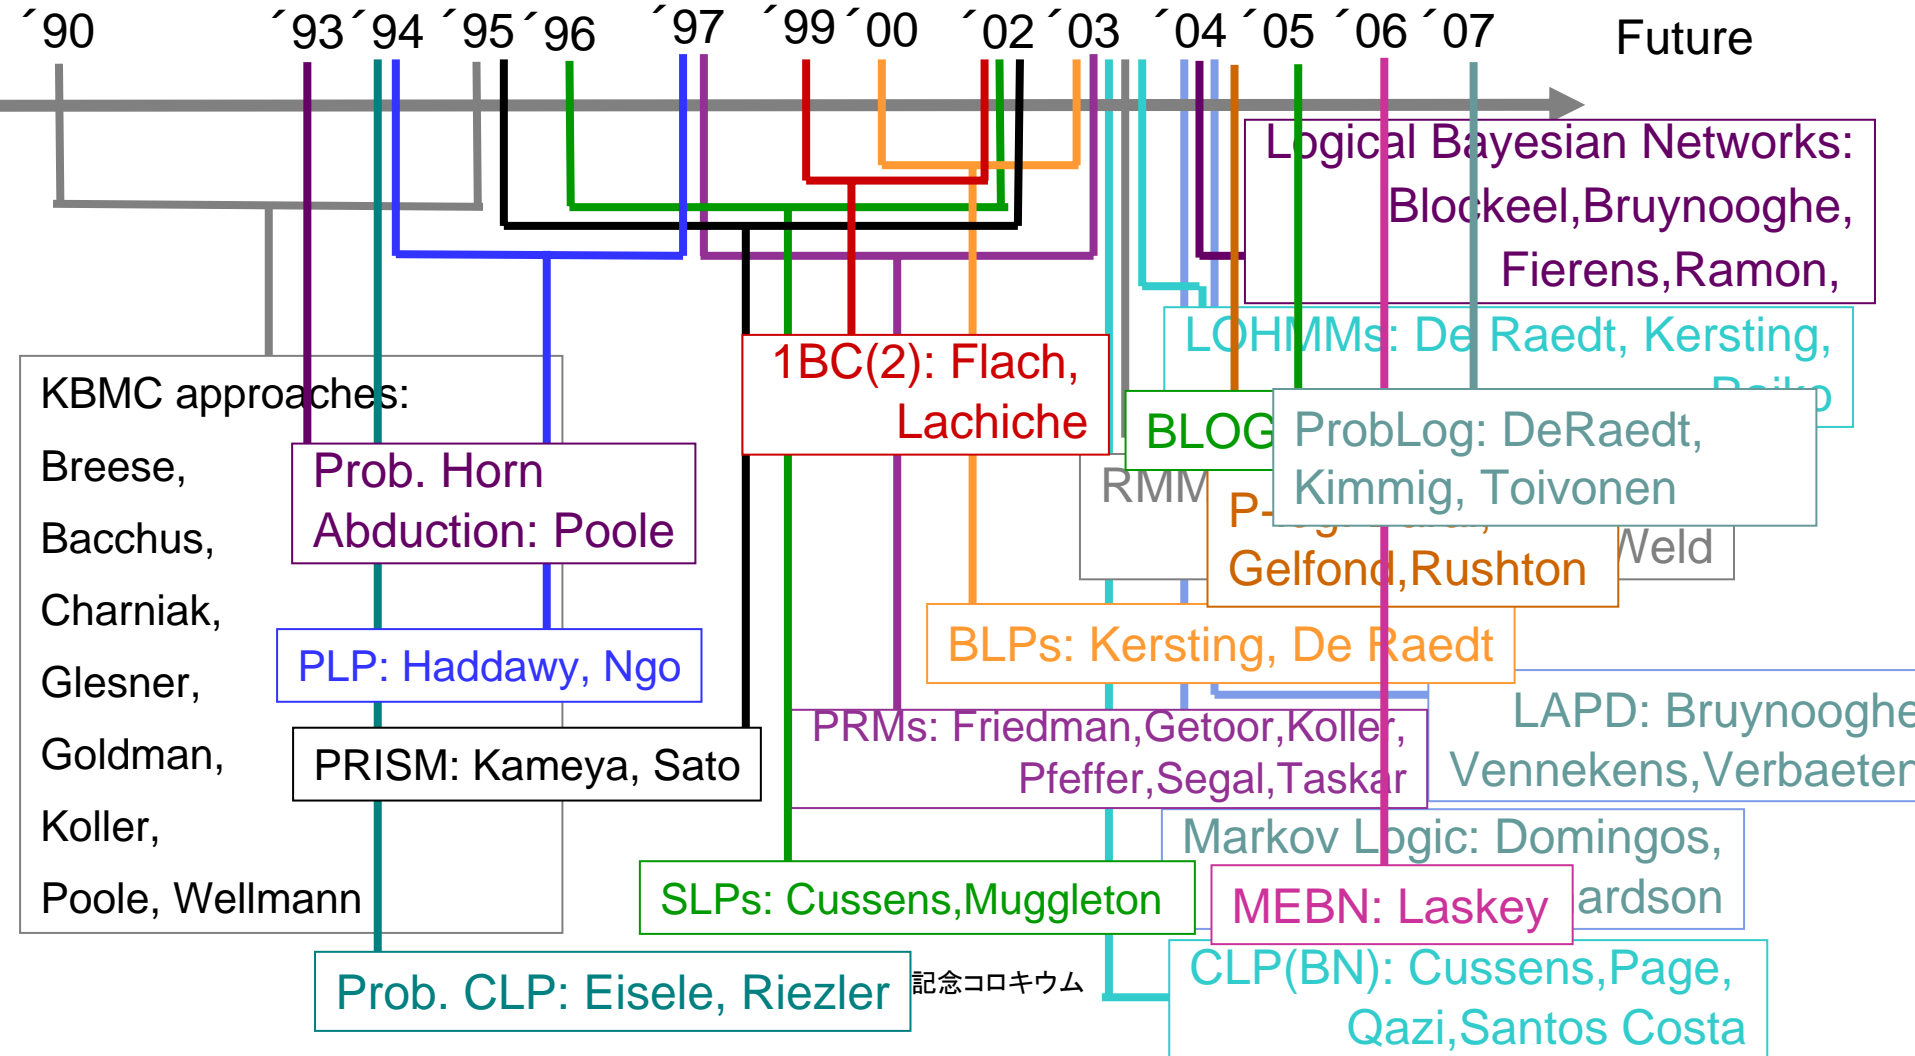 ´90 ´93 ´94 ´95 ´96 ´97 ´99 ´00 ´02 ´03 ´04 ´05 ´06 ´07 Future
Logical Bayesian Networks:
Blockeel,Bruynooghe,
Fierens,Ramon,
LOHMMs: De Raedt, Kersting,
1BC(2): Flach,
Lachiche
KBMC approaches:
Breese,
Bacchus,
Charniak,
Glesner,
Goldman,
Koller,
Poole, Wellmann
Prob. Horn
Abduction: Poole
BLOG
ProbLog: DeRaedt,
Kimmig, Toivonen
RMM
Weld
P-
Gelfond,Rushton
PLP: Haddawy, Ngo
BLPs: Kersting, De Raedt
PRISM: Kameya, Sato
PRMs: Friedman,Getoor,Koller,
Pfeffer,Segal,Taskar
LAPD: Bruynooghe
Vennekens,Verbaeten
Markov Logic: Domingos,
ardson
SLPs: Cussens,Muggleton
MEBN: Laskey
Prob. CLP: Eisele, Riezler
記念コロキウム
CLP(BN): Cussens,Page,
Qazi,Santos Costa